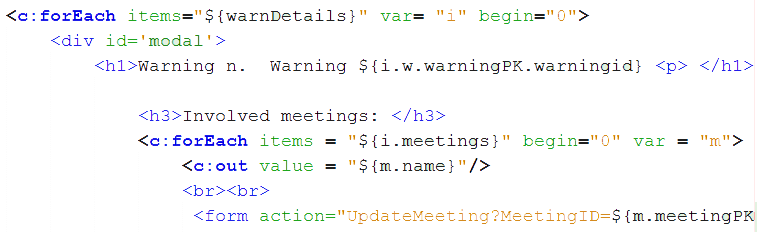 <c:forEach items="${warnDetails}" var= "i" begin="0">
<div id='modal'>
<h1>Warning n.  Warning ${i.w.warningPK.warningid} <p> </h1>
<h3>Involved meetings: </h3>
<c:forEach items = "${i.meetings}" begin="0" var = "m">
<c:out value = "${m.name}"/>
<br><br>
<form action="UpdateMeeting?MeetingID=${m.meetingPK